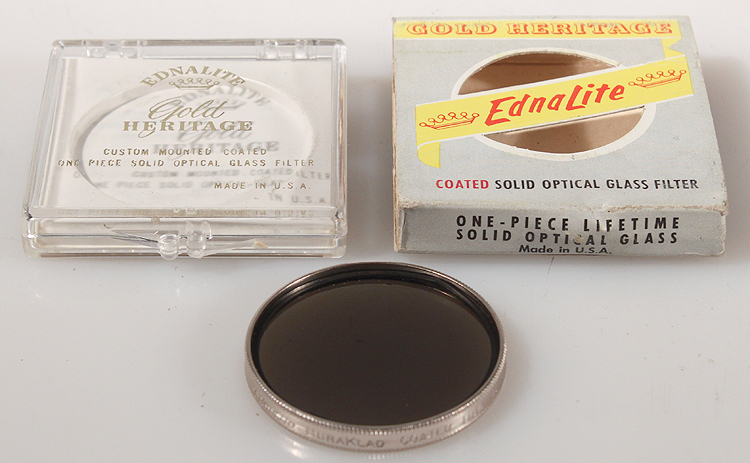 EDNALITE
Gold
HERITAGE
CUSTOM MOUNTED COATED
ONE PIECE SOLID OPTICAL GLASS FILTER
MADE IN U.S.A.
GOLD HERITAGE
EdnaLite
COATED SOLID OPTICAL GLASS FILTER
ONE-PIECE LIFETIME
SOLID OPTICAL GLASS
Made in U.S.A.
DURAKLAD COATED